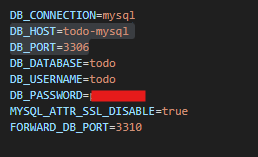 DB_CONNECTION=mysql
DB_HOST=todo-mysql
DB_PORT=3306
DB_DATABASE=todo
DB_USERNAME=todo
DB_PASSWORD=
MYSQL_ATTR_SSL_DISABLE=true
FORWARD_DB_PORT=3310